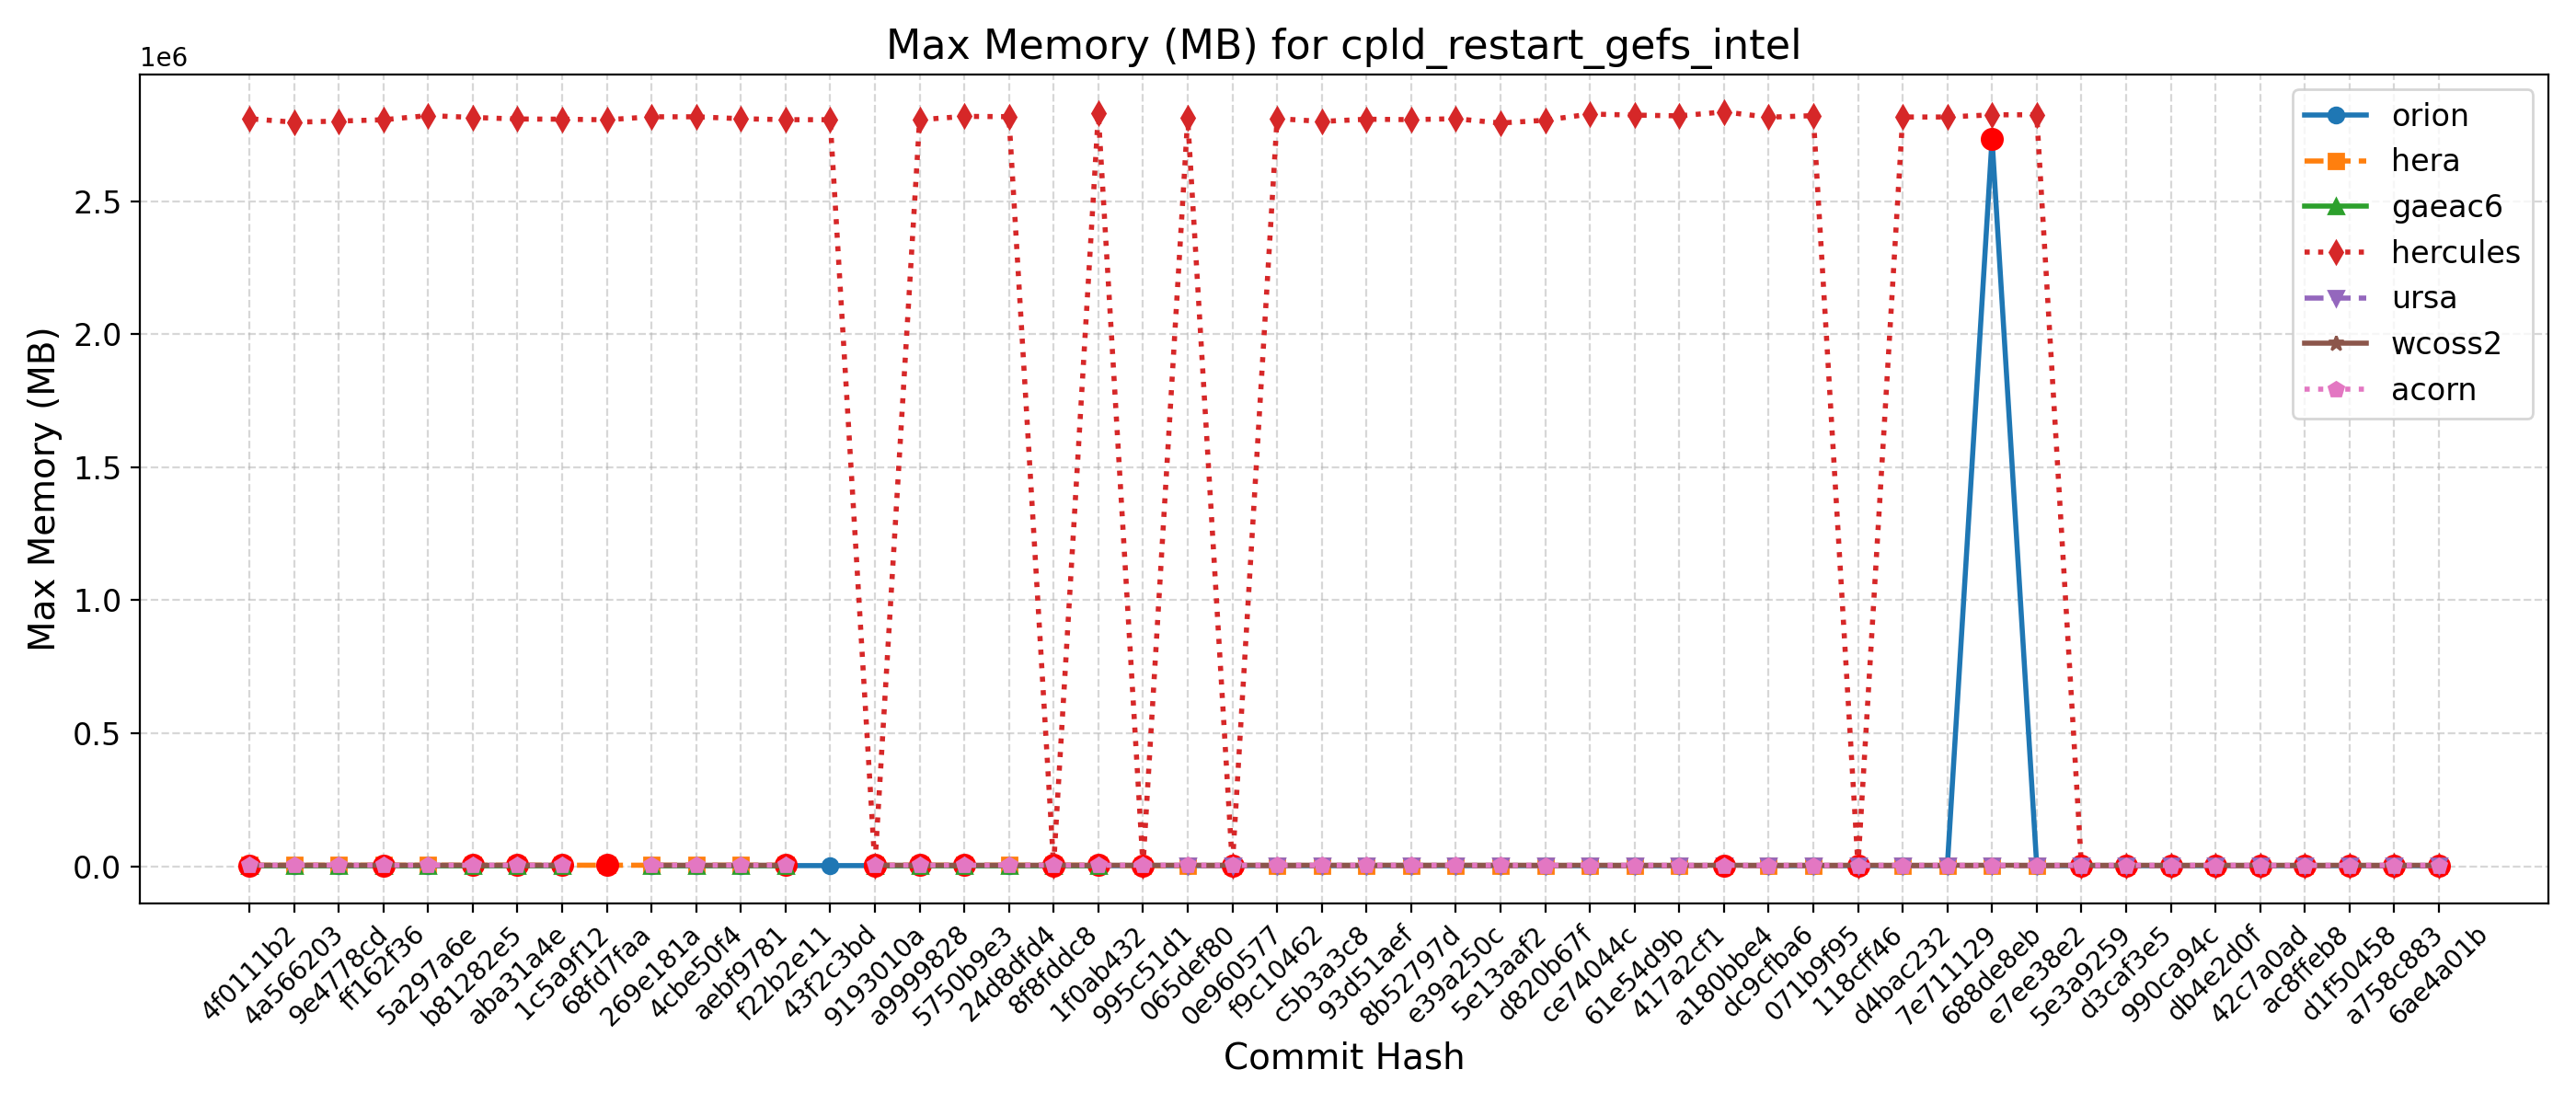 Max Memory (MB) for cpld_restart_gefs_intel
1e6
2.5
2.0
1.5
1.0
0.5
0.0
Max Memory (MB)
orion
hera
gaeac6
hercules
ursa
wcoss2
acorn
4f0111b2
4a566203
9e4778cd
ff162f36
5a297a6e
b81282e5
aba31a4e
1c5a9f12
68fd7faa
269e181a
4cbe50f4
aebf9781
f22b2e11
43f2c3bd
9193010a
a9999828
5750b9e3
24d8dfd4
8f8fddc8
1f0ab432
995c51d1
065def80
0e960577
f9c10462
c5b3a3c8
93d51aef
8b52797d
e39a250c
5e13aaf2
d820b67f
ce74044c
61e54d9b
417a2cf1
a180bbe4
dc9cfba6
071b9f95
118cff46
d4bac232
7e711129
688de8eb
e7ee38e2
5e3a9259
d3caf3e5
990ca94c
db4e2d0f
42c7a0ad
ac8ffeb8
d1f50458
a758c883
6ae4a01b
Commit Hash